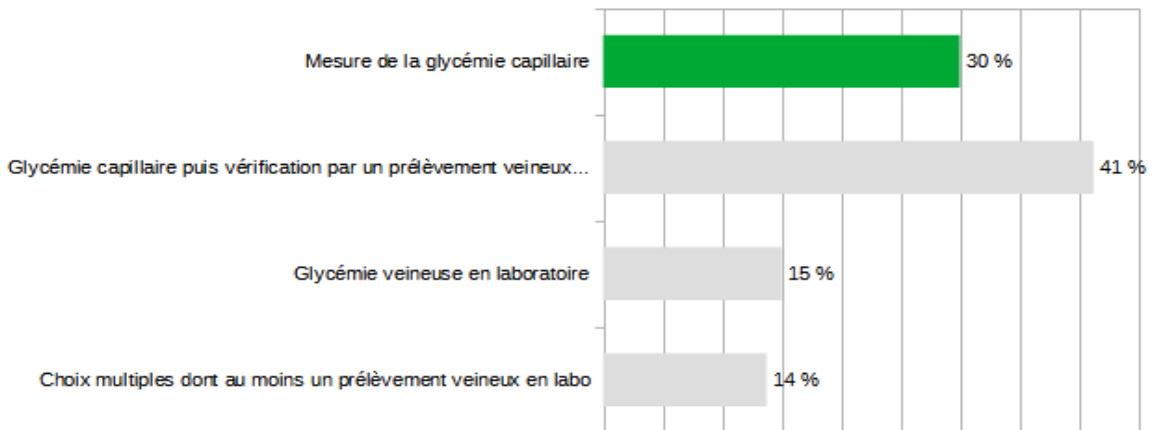 Mesure de la glycémie capillaire 30 %
Glycémie capillaire puis vérification par un prélèvement veineux... 41 %
Glycémie veineuse en laboratoire 15 %
Choix multiples dont au moins un prélèvement veineux en labo 14 %